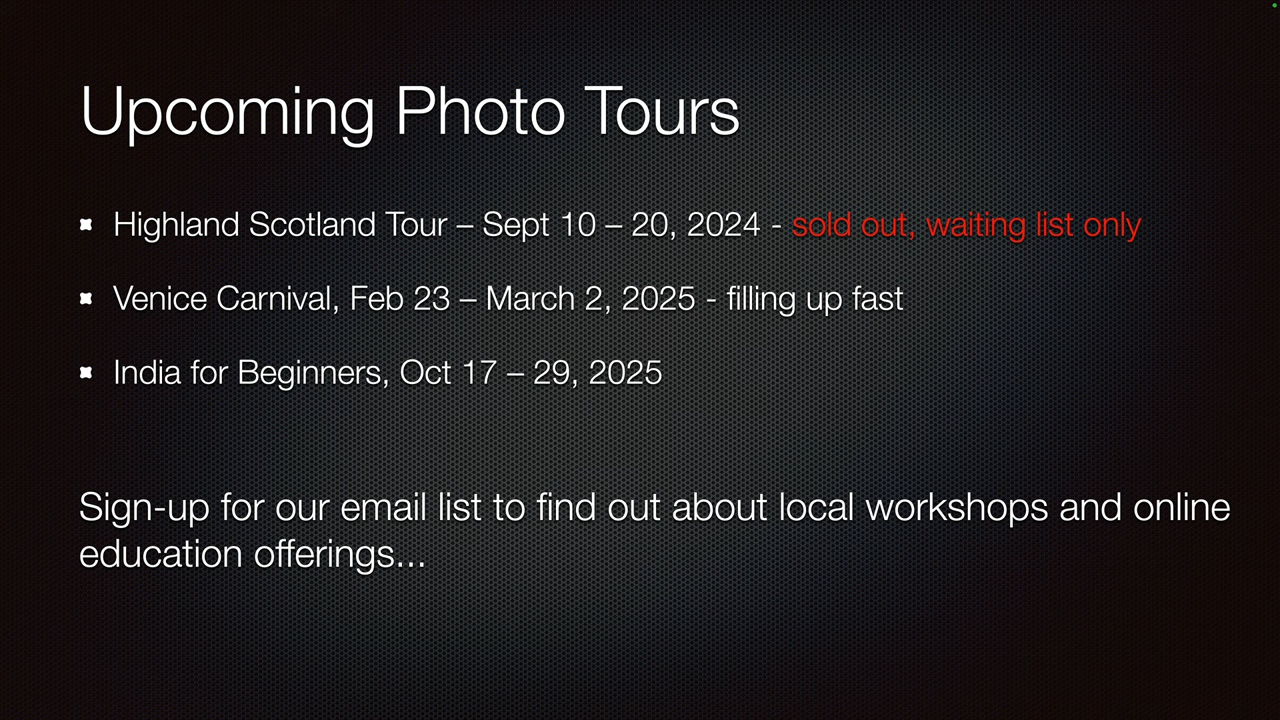 Upcoming Photo Tours
Highland Scotland Tour – Sept 10 – 20, 2024 - sold out, waiting list only
Venice Carnival, Feb 23 – March 2, 2025 - filling up fast
India for Beginners, Oct 17 – 29, 2025
Sign-up for our email list to find out about local workshops and online
education offerings...